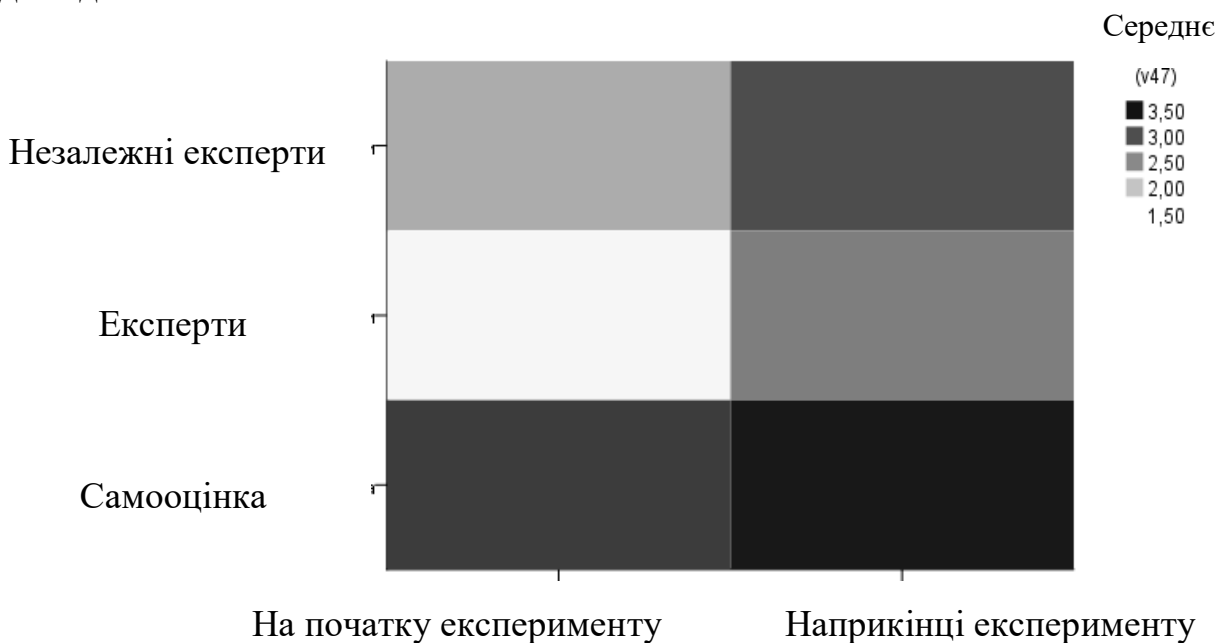 Середнє
(v47)
3,50
3,00
2,50
2,00
1,50
Незалежні експерти
Експерти
Самооцінка
На початку експерименту
Наприкінці експерименту